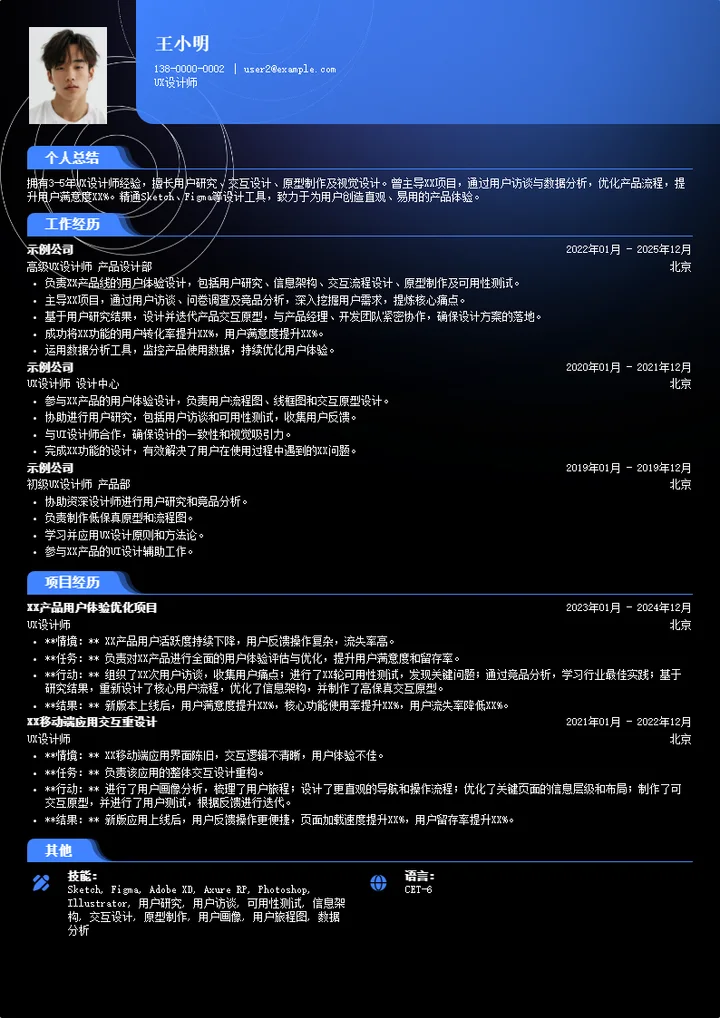 王小明
138-0000-0002 | user2@example.com
UX设计师
个人总结
拥有3-5年UX设计师经验，擅长用户研究、交互设计、原型制作及视觉设计。曾主导XX项目，通过用户访谈与数据分析，优化产品流程，提
升用户满意度XX%。精通Sketch、Figma等设计工具，致力于为用户创造直观、易用的产品体验。
工作经历
示创公司 2022年01月 - 2025年12月
高级UX设计师 产品设计部 北京
• 负责XX产品线的用户体验设计，包括用户研究、信息架构、交互流程设计、原型制作及可用性测试。
• 主导XX项目，通过用户访谈、问卷调查及竞品分析，深入挖掘用户需求，提炼核心痛点。
• 基于用户研究结果，设计并迭代产品交互原型，与产品经理、开发团队紧密协作，确保设计方案的落地。
• 成功将XX功能的用户转化率提升XX%，用户满意度提升XX%。
• 运用数据分析工具，监控产品使用数据，持续优化用户体验。
示创公司 2020年01月 - 2021年12月
UX设计师 设计中心 北京
• 参与XX产品的用户体验设计，负责用户流程图、线框图和交互原型设计。
• 协助进行用户研究，包括用户访谈和可用性测试，收集用户反馈。
• 与UI设计师合作，确保设计的一致性和视觉吸引力。
• 完成XX功能的设计，有效解决了用户在使用过程中遇到的XX问题。
示创公司 2019年01月 - 2019年12月
初级UX设计师 产品部 北京
• 协助资深设计师进行用户研究和竞品分析。
• 负责制作低保真原型和流程图。
• 学习并应用UX设计原则和方法论。
• 参与XX产品的UI设计辅助工作。
项目经历
XX产品用户体验优化项目 2023年01月 - 2024年12月
UX设计师 北京
• **情境：** XX产品用户活跃度持续下降，用户反馈操作复杂，流失率高。
• **任务：** 负责对XX产品进行全面的用户体验评估与优化，提升用户满意度和留存率。
• **行动：** 组织了XX次用户访谈，收集用户痛点；进行了XX轮可用性测试，发现关键问题；通过竞品分析，学习行业最佳实践；基于
研究结果，重新设计了核心用户流程，优化了信息架构，并制作了高保真交互原型。
• **结果：** 新版本上线后，用户满意度提升XX%，核心功能使用率提升XX%，用户流失率降低XX%。
XX移动端应用交互重设计 2021年01月 - 2022年12月
UX设计师 北京
• **情境：** XX移动端应用界面陈旧，交互逻辑不清晰，用户体验不佳。
• **任务：** 负责该应用的整体交互设计重构。
• **行动：** 进行了用户画像分析，梳理了用户旅程；设计了更直观的导航和操作流程；优化了关键页面的信息层级和布局；制作了可
交互原型，并进行了用户测试，根据反馈进行迭代。
• **结果：** 新版应用上线后，用户反馈操作更便捷，页面加载速度提升XX%，用户留存率提升XX%。
其他
技能：
Sketch, Figma, Adobe XD, Axure RP, Photoshop,
Illustrator, 用户研究, 用户访谈, 可用性测试, 信息架
构, 交互设计, 原型制作, 用户画像, 用户旅程图, 数据
分析
语言：
CET-6